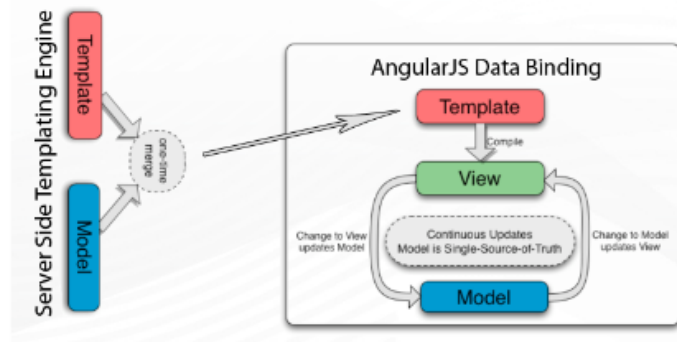 Server Side Templating Engine
Template
one-time
merge
Model
AngularJS Data Binding
Template
Compile
View
Change to View
updates Model
Continuous Updates
Model is Single-Source-of-Truth
Change to Model
updates View
Model